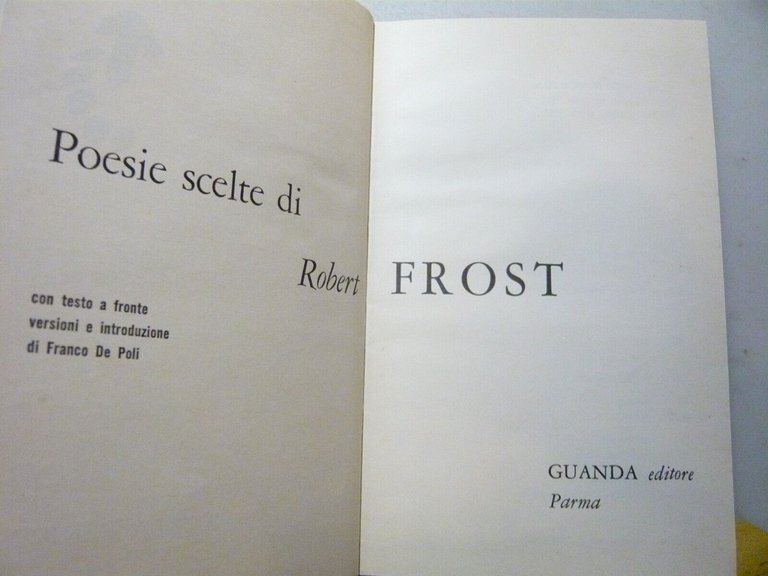 Poesie scelte di
Robert FROST
con testo a fronte
versioni e introduzione
di Franco De Poli
GUANDA editore
Parma